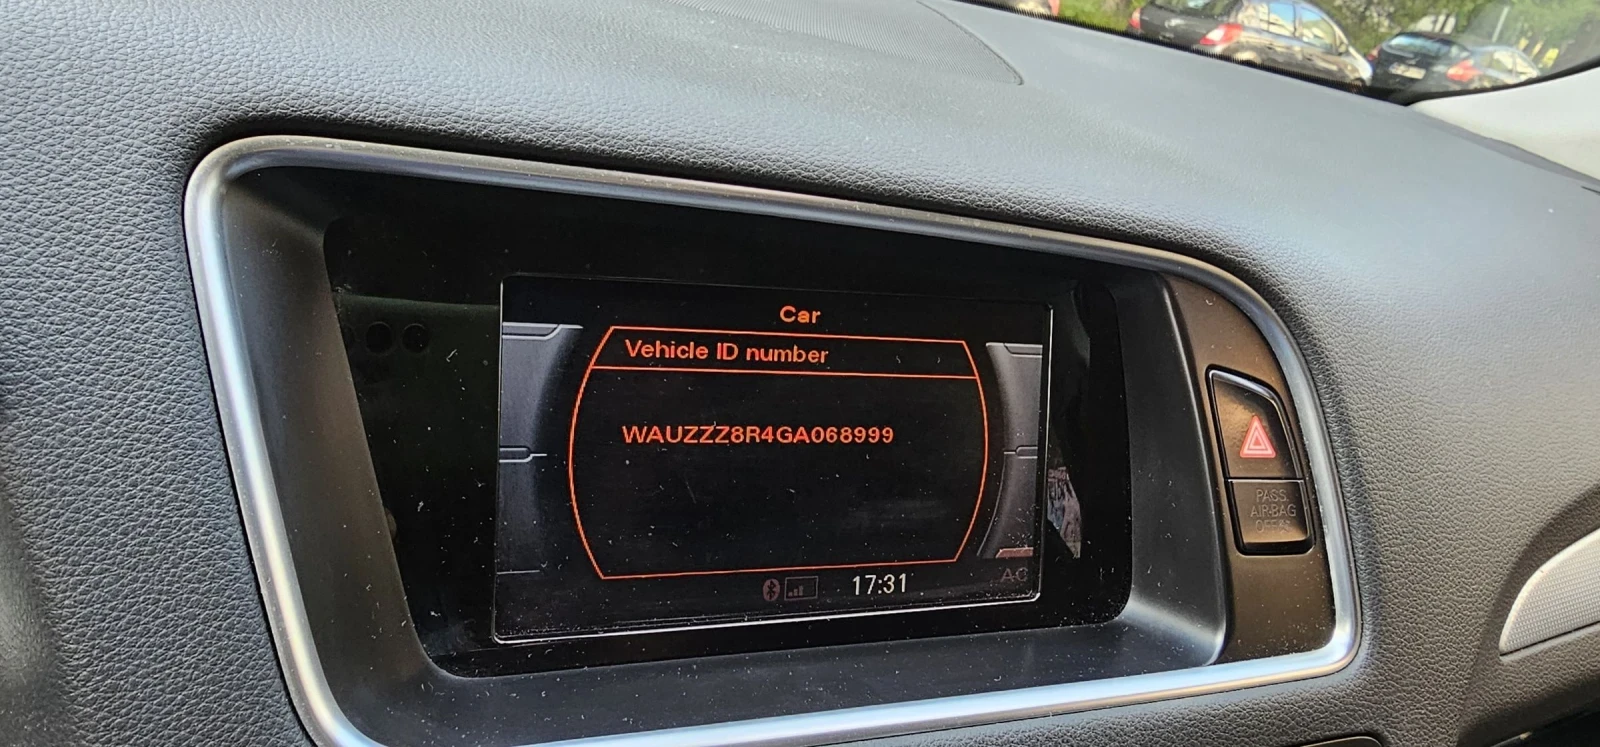 Car
Vehicle ID number
WAUZZZ8R4GA068999
17:31
AC
PASS.
AIRBAG
OFF